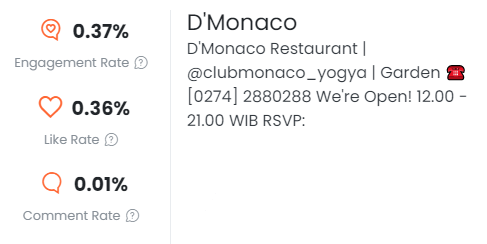 0.37%
Engagement Rate ?
0.36%
Like Rate ?
0.01%
Comment Rate ?
D'Monaco
D'Monaco Restaurant |
@clubmonaco_yogya | Garden ☎️
[0274] 2880288 We're Open! 12.00 -
21.00 WIB RSVP: